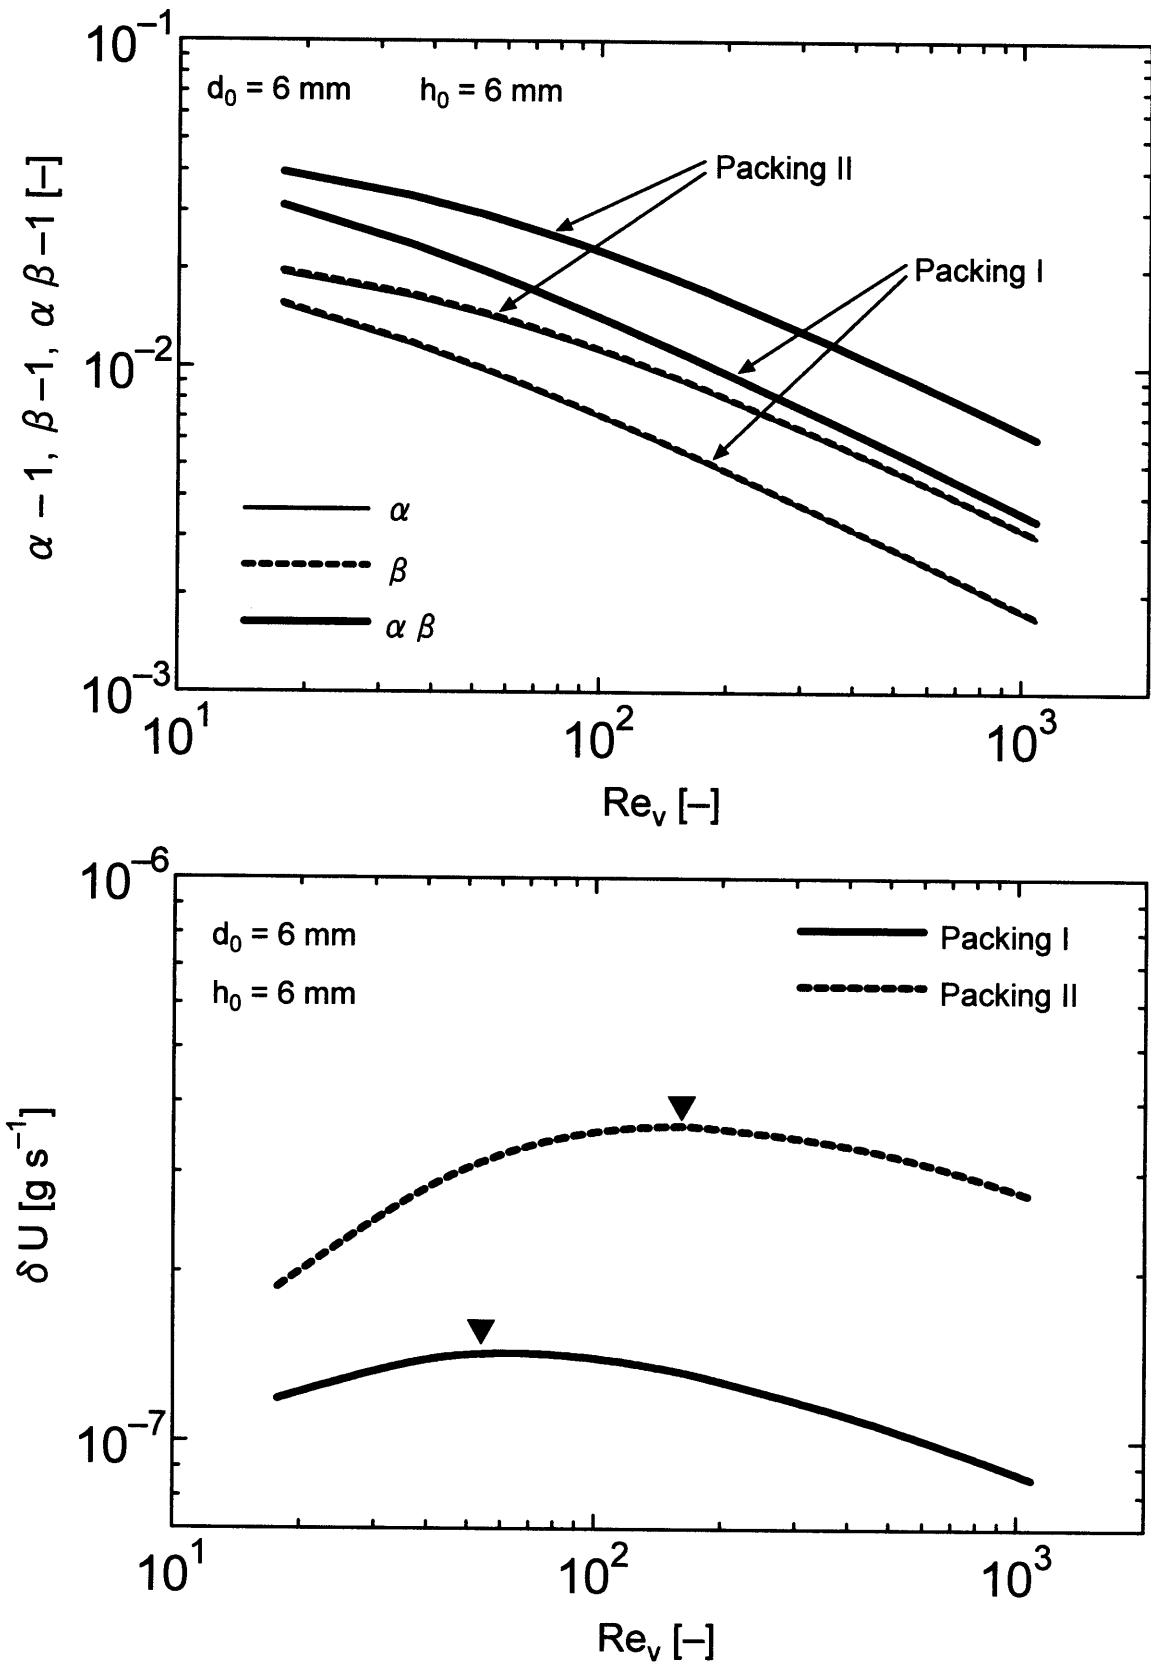 10⁻¹
d₀ = 6 mm h₀ = 6 mm
Packing II
Packing I
α − 1, β −1, α β −1 [−]
10⁻²
α
β
α β
10⁻³
10¹ 10² 10³
Reᵥ [−]
10⁻⁶
d₀ = 6 mm
h₀ = 6 mm
Packing I
Packing II
δ U [g s⁻¹]
10⁻⁷
10¹ 10² 10³
Reᵥ [−]